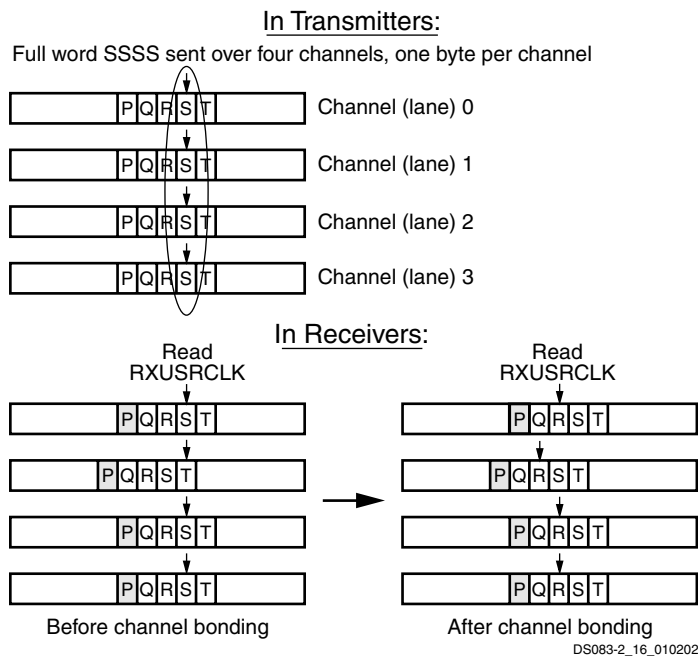 In Transmitters:
Full word SSSS sent over four channels, one byte per channel
P Q R S T Channel (lane) 0
P Q R S T Channel (lane) 1
P Q R S T Channel (lane) 2
P Q R S T Channel (lane) 3
In Receivers:
Read
RXUSRCLK
P Q R S T
P Q R S T
P Q R S T
P Q R S T
Before channel bonding
Read
RXUSRCLK
P Q R S T
P Q R S T
P Q R S T
P Q R S T
After channel bonding
DS083-2_16_010202